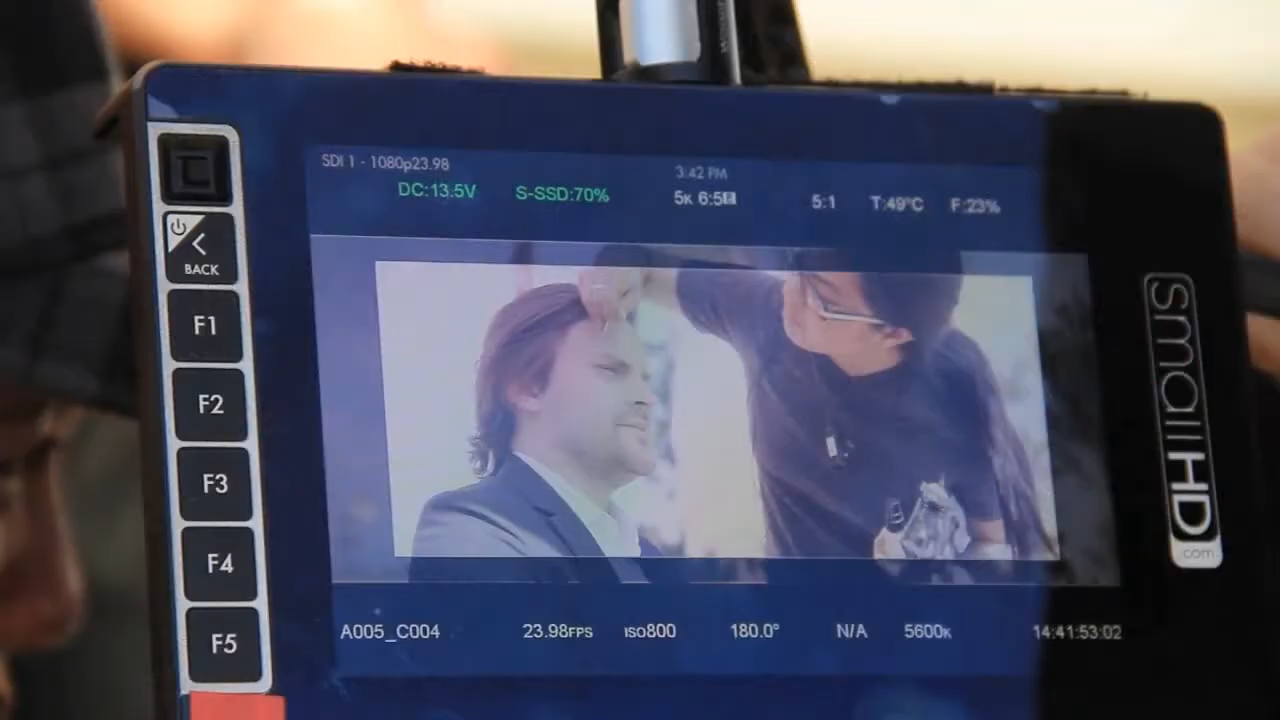 SDI 1 - 1080p23.98
3:42 PM
DC:13.5V S-SSD:70% 5K 6:5 5:1 T:49°C F:23%
BACK
F1
F2
F3
F4
F5
smallHD
.com
A005_C004 23.98FPS ISO800 180.0° N/A 5600K 14:41:53:02